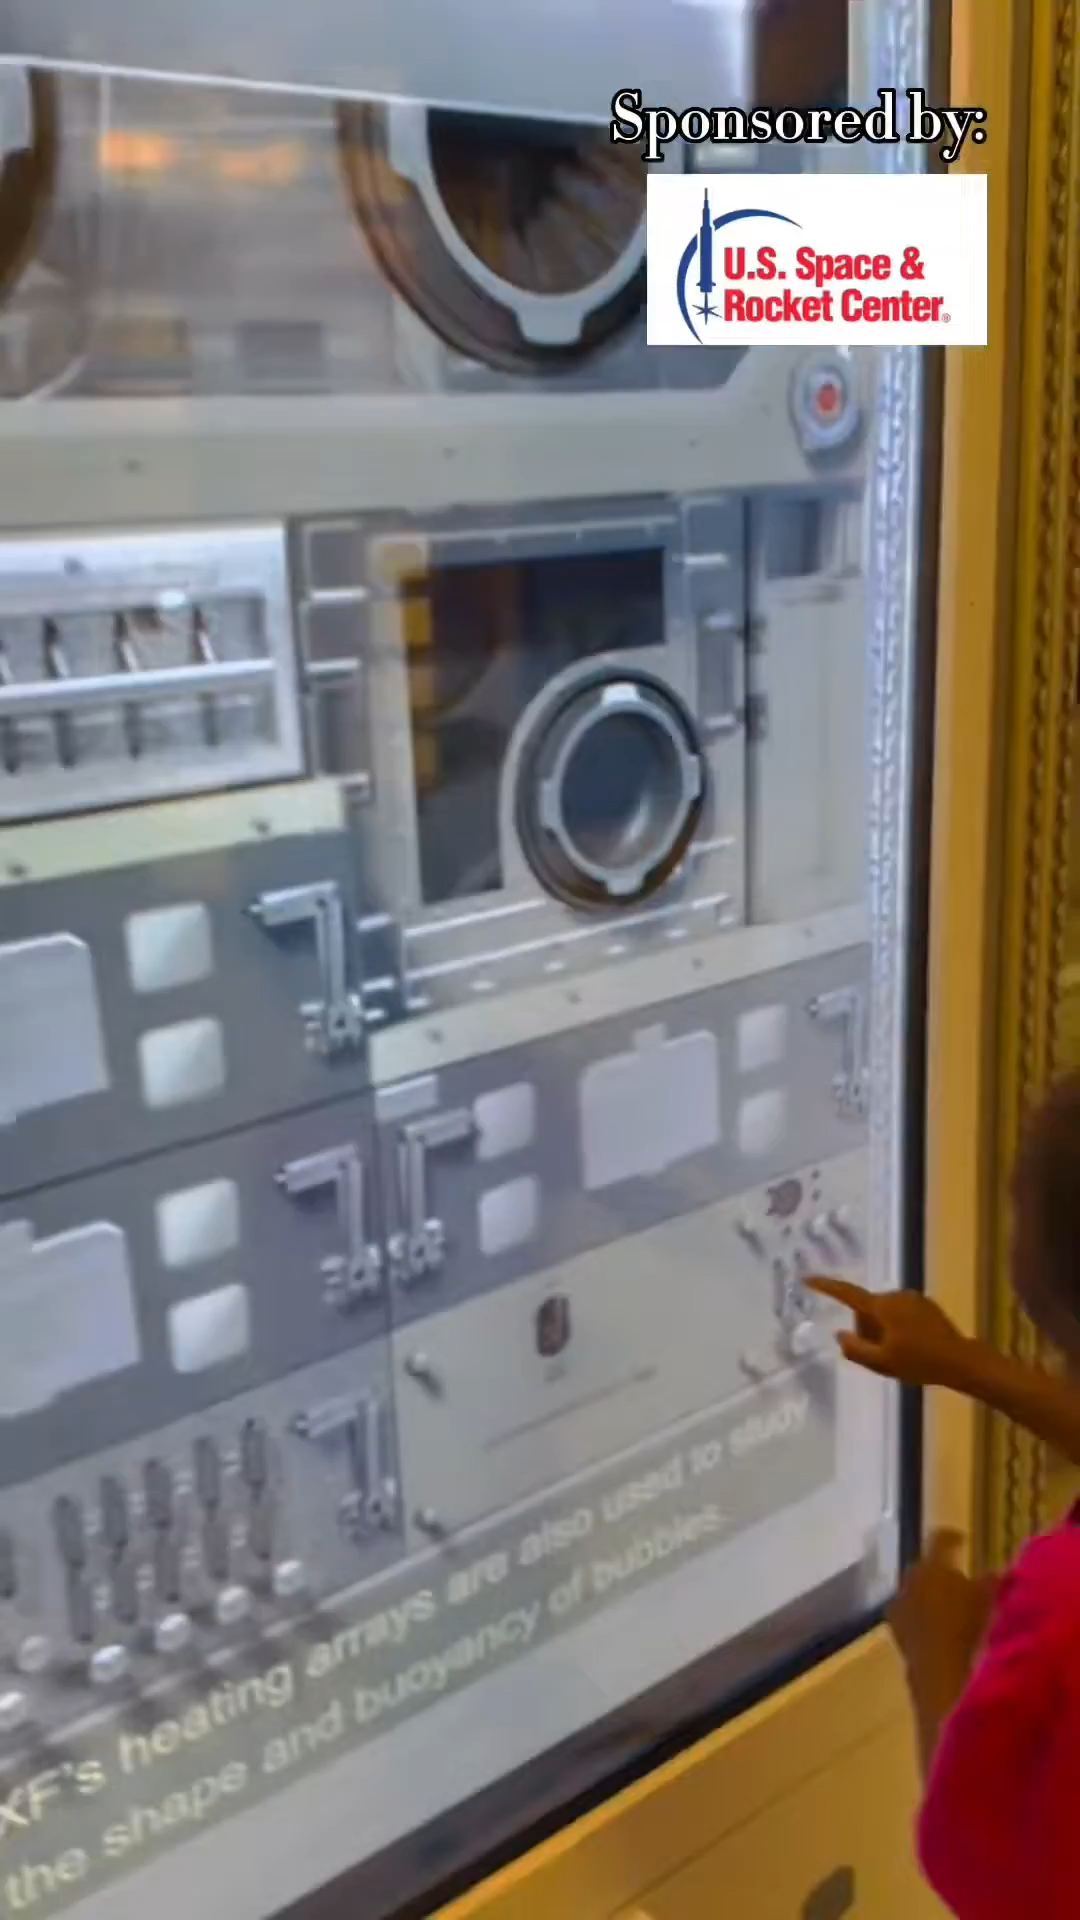 Sponsored by:
U.S. Space &
Rocket Center®
XF's heating arrays are also used to study
the shape and buoyancy of bubbles.